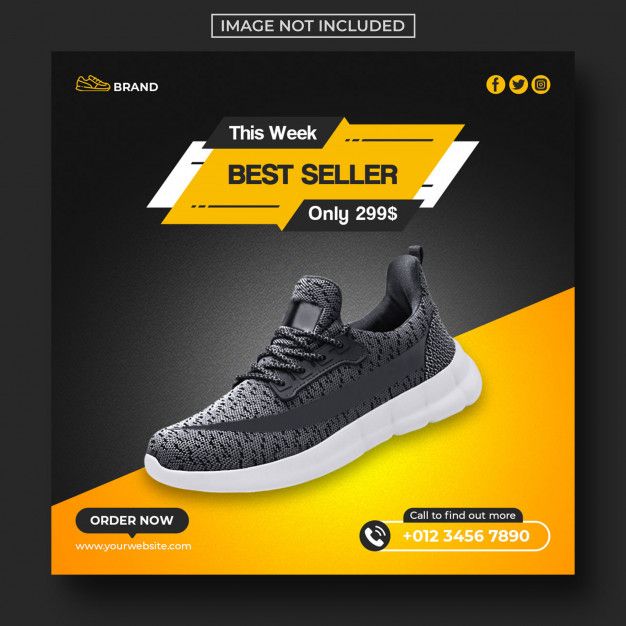 IMAGE NOT INCLUDED
BRAND
This Week
BEST SELLER
Only 299$
ORDER NOW
www.yourwebsite.com
Call to find out more
+012 3456 7890